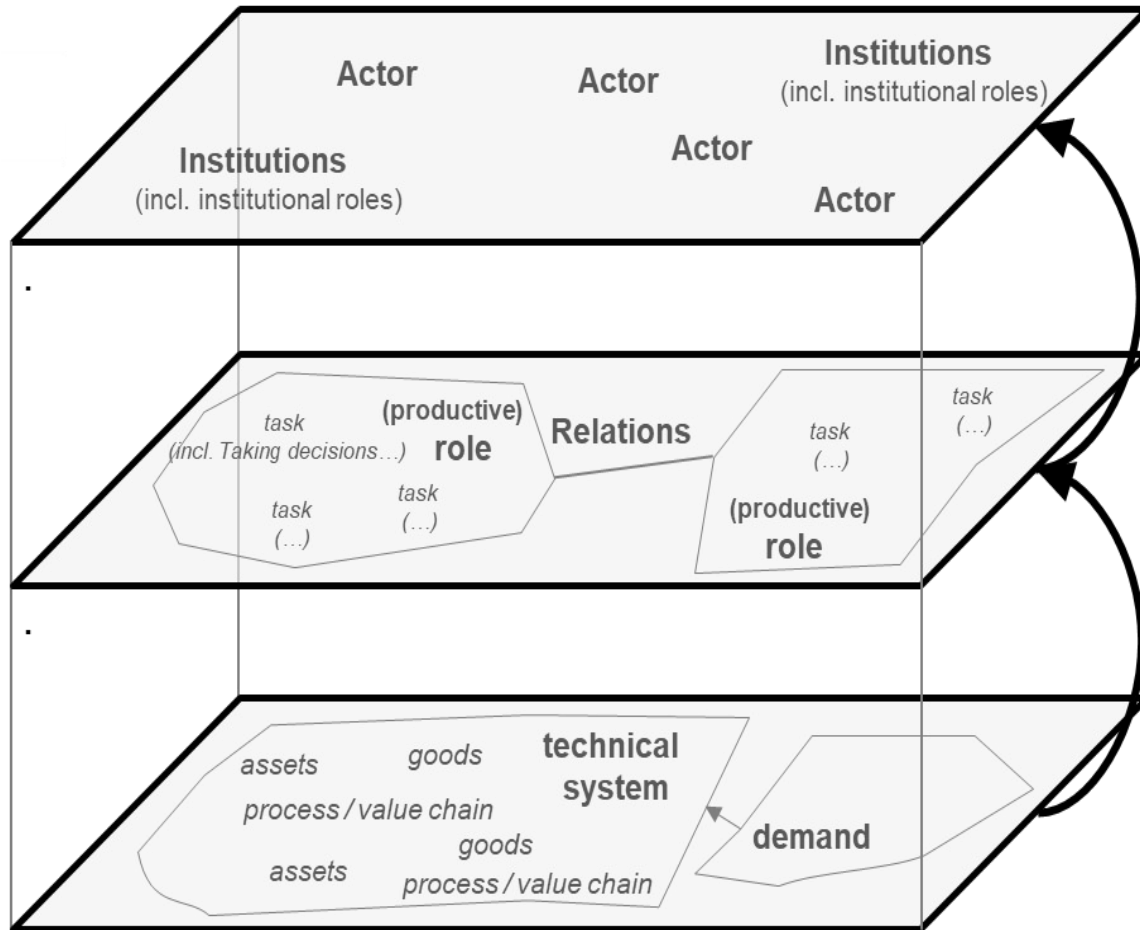 Actor
Actor
Institutions
(incl. institutional roles)
Institutions
(incl. institutional roles)
Actor
Actor
.
task
(incl. Taking decisions…)
(productive)
role
Relations
task
(…)
task
(…)
task
(…)
task
(…)
(productive)
role
.
assets
goods
technical
system
process / value chain
goods
assets
process / value chain
demand